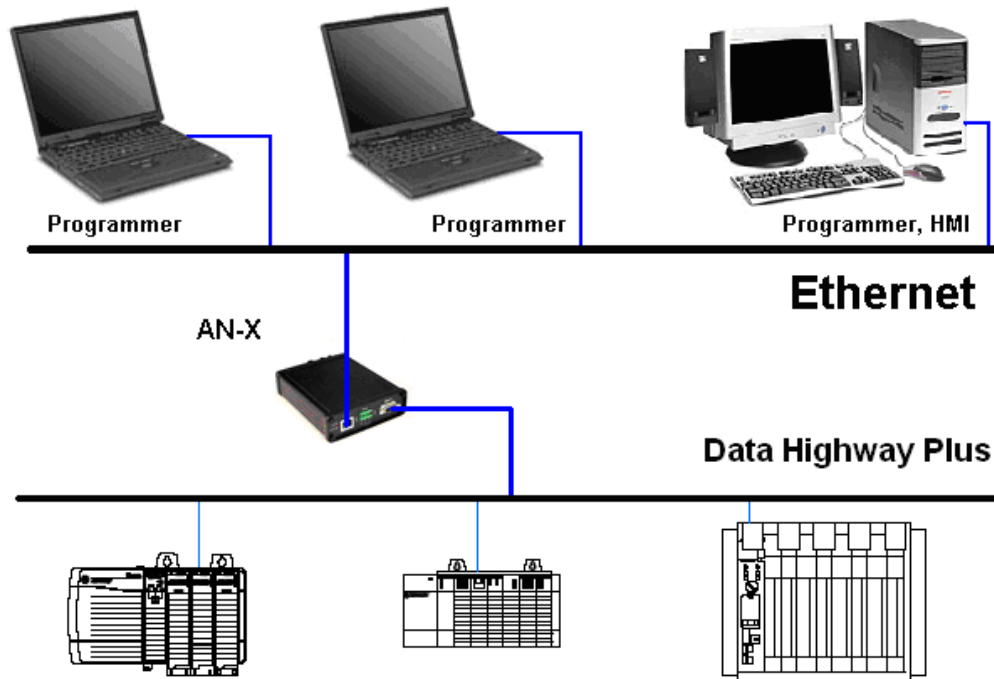 Programmer
Programmer
Programmer, HMI
Ethernet
AN-X
Data Highway Plus